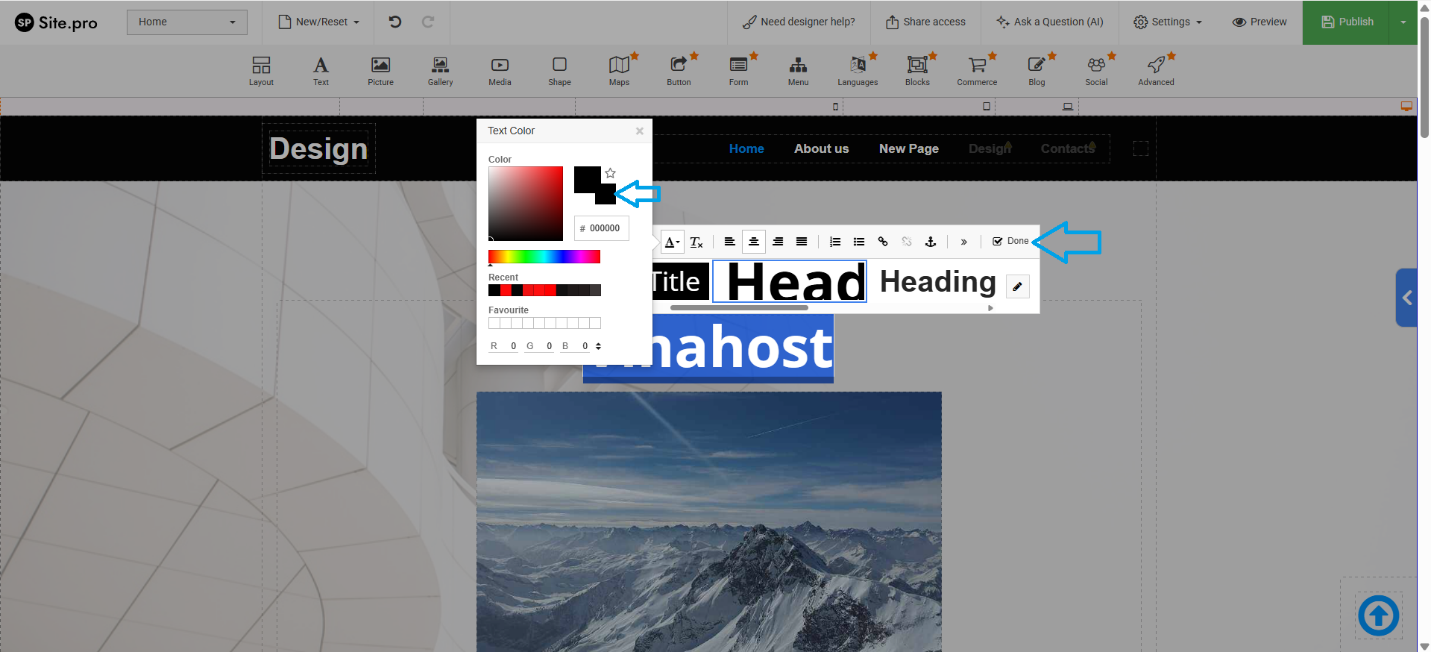 SP Site.pro
Home
New/Reset
Need designer help?
Share access
Ask a Question (AI)
Settings
Preview
Publish
Layout
Text
Picture
Gallery
Media
Shape
Maps
Button
Form
Menu
Languages
Blocks
Commerce
Blog
Social
Advanced
Design
Home
About us
New Page
Design
Contacts
Text Color
Color
# 000000
Recent
Favourite
R 0 G 0 B 0
Done
Title
Head
Heading
nahost